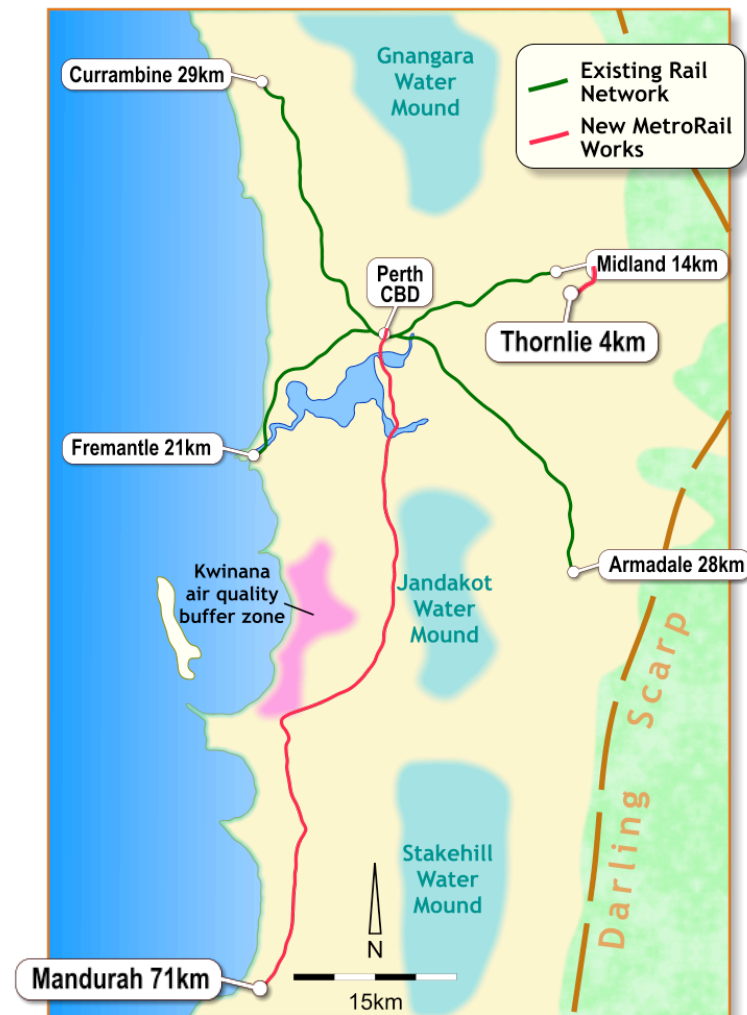 Currambine 29km
Gnangara
Water
Mound
Existing Rail
Network
New MetroRail
Works
Perth
CBD
Midland 14km
Thornlie 4km
Fremantle 21km
Kwinana
air quality
buffer zone
Jandakot
Water
Mound
Armadale 28km
Darling Scarp
Stakehill
Water
Mound
N
Mandurah 71km
15km